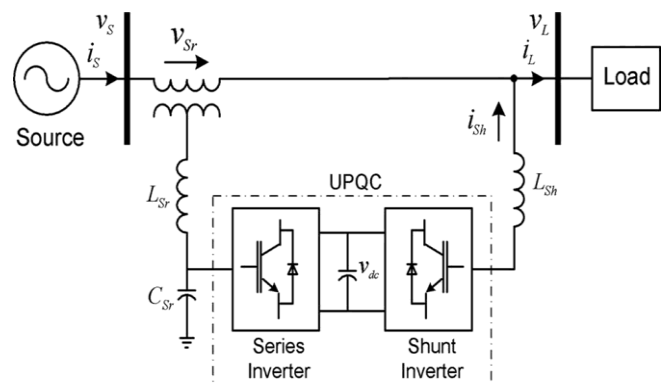 v_S
v_L
v_Sr
i_S
i_L
Load
Source
i_Sh
UPQC
L_Sr
L_Sh
v_dc
C_Sr
Series
Inverter
Shunt
Inverter